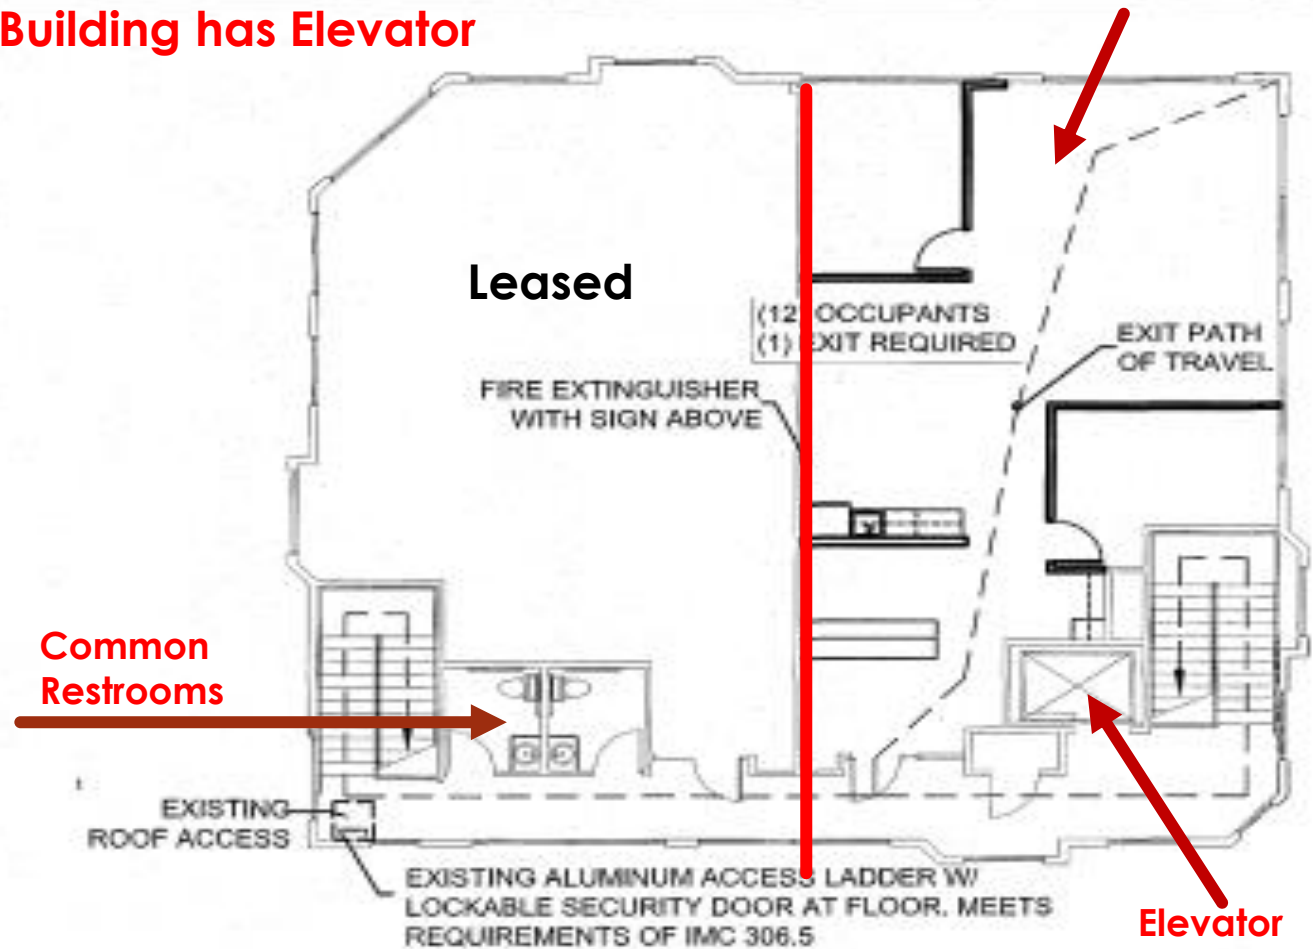 Building has Elevator
Leased
(12) OCCUPANTS
(1) EXIT REQUIRED
EXIT PATH
OF TRAVEL
FIRE EXTINGUISHER
WITH SIGN ABOVE
Common
Restrooms
EXISTING
ROOF ACCESS
EXISTING ALUMINUM ACCESS LADDER W/
LOCKABLE SECURITY DOOR AT FLOOR. MEETS
REQUIREMENTS OF IMC 306.5
Elevator